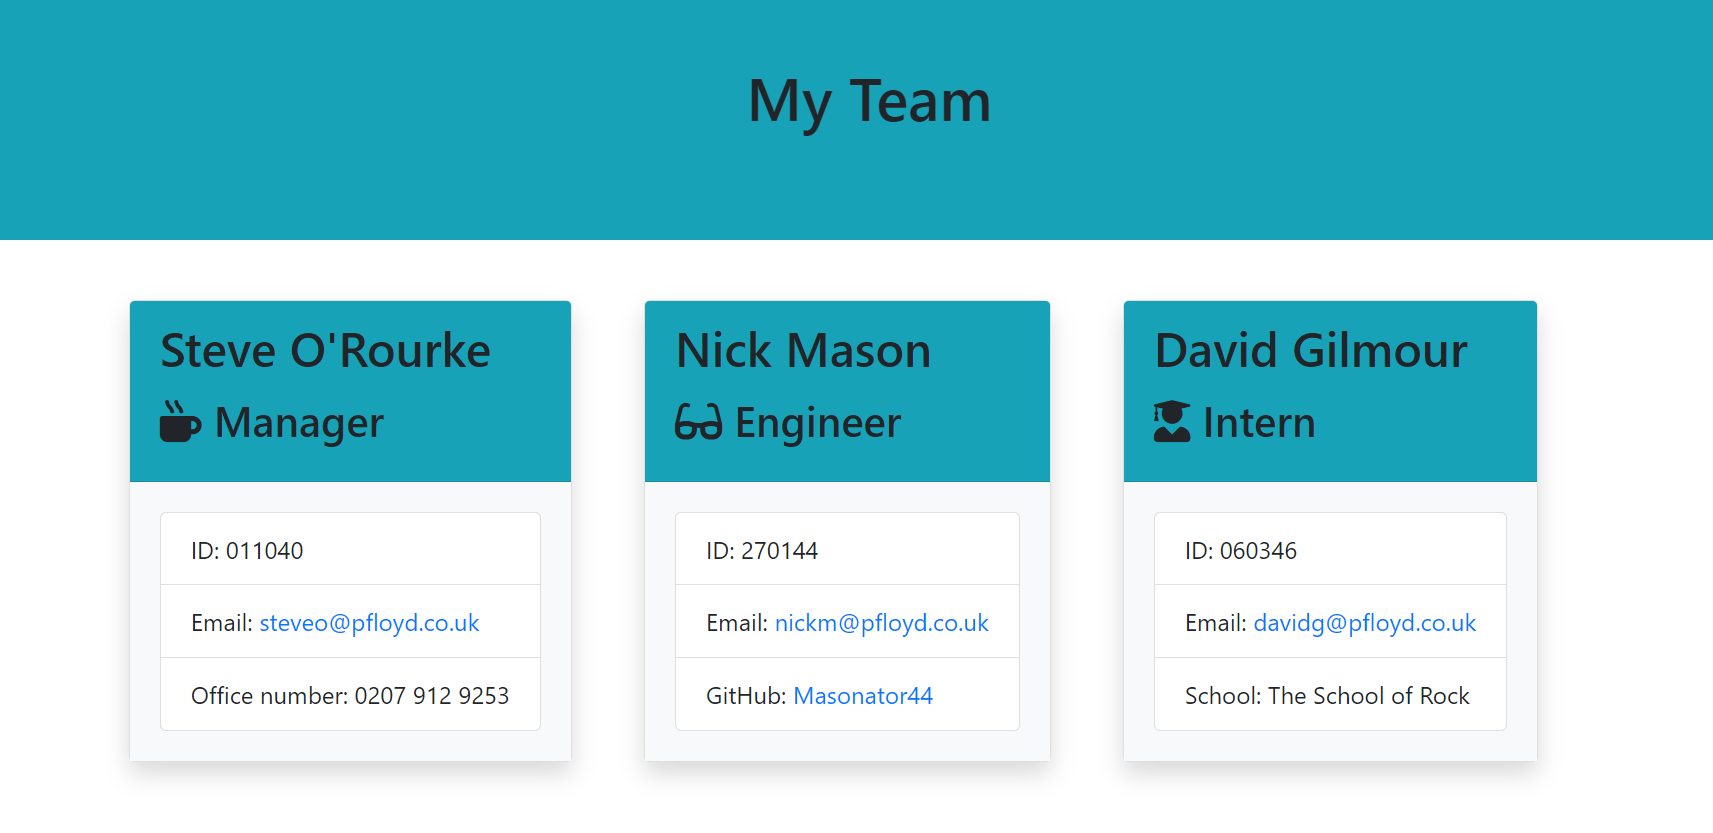 My Team
Steve O'Rourke
Manager
ID: 011040
Email: steveo@pfloyd.co.uk
Office number: 0207 912 9253
Nick Mason
Engineer
ID: 270144
Email: nickm@pfloyd.co.uk
GitHub: Masonator44
David Gilmour
Intern
ID: 060346
Email: davidg@pfloyd.co.uk
School: The School of Rock